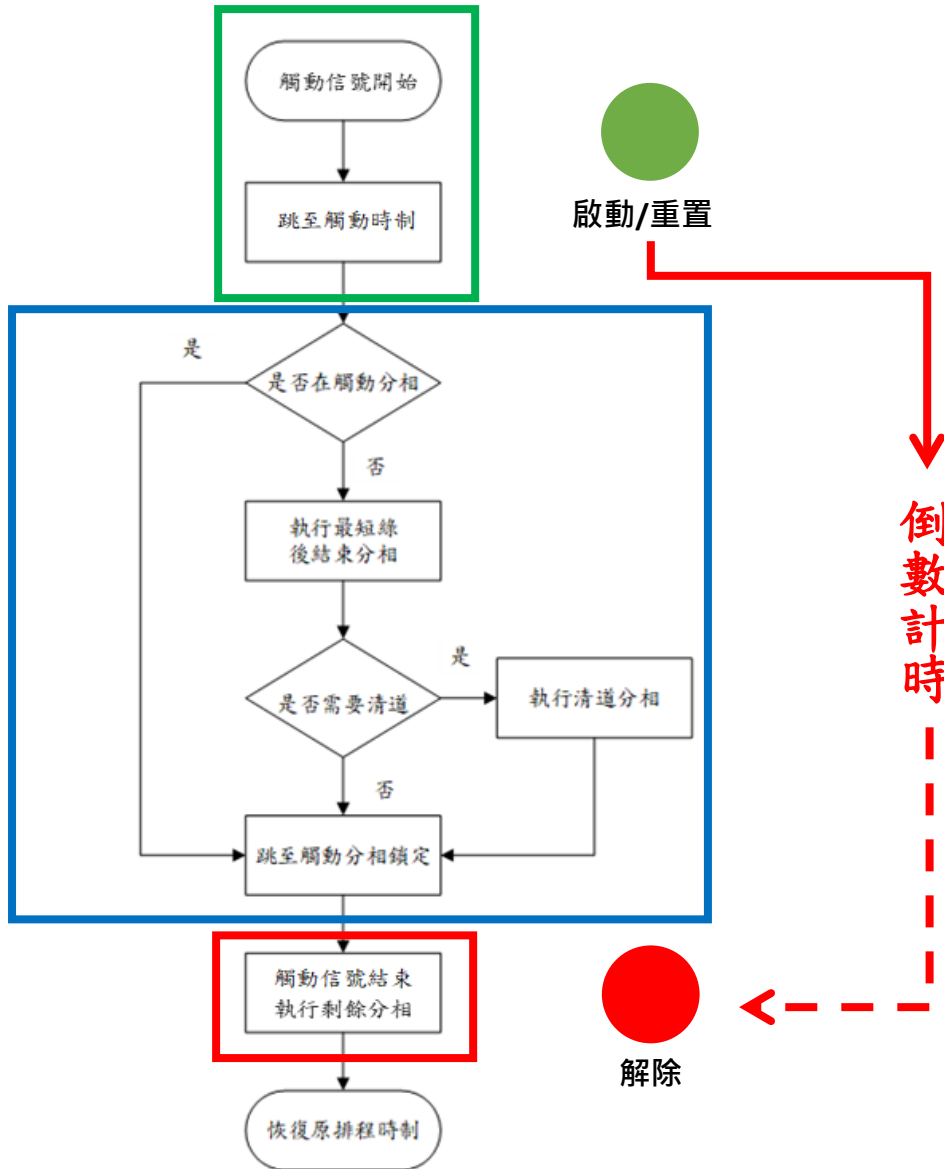 觸動信號開始
跳至觸動時制
啟動/重置
是
是否在觸動分相
否
執行最短綠
後結束分相
倒數計時
是
是否需要清道
執行清道分相
否
跳至觸動分相鎖定
觸動信號結束
執行剩餘分相
解除
恢復原排程時制